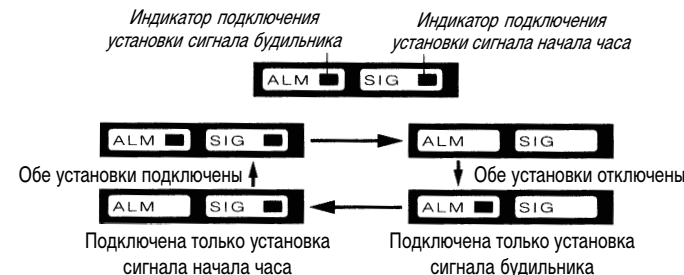 Индикатор подключения
установки сигнала будильника
Индикатор подключения
установки сигнала начала часа
ALM SIG
ALM SIG
ALM SIG
Обе установки подключены
Обе установки отключены
ALM SIG
ALM SIG
Подключена только установка
сигнала начала часа
Подключена только установка
сигнала будильника